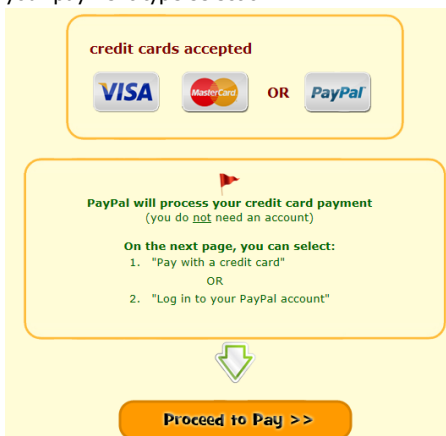 credit cards accepted
VISA MasterCard OR PayPal
PayPal will process your credit card payment
(you do not need an account)
On the next page, you can select:
1. "Pay with a credit card"
OR
2. "Log in to your PayPal account"
Proceed to Pay >>